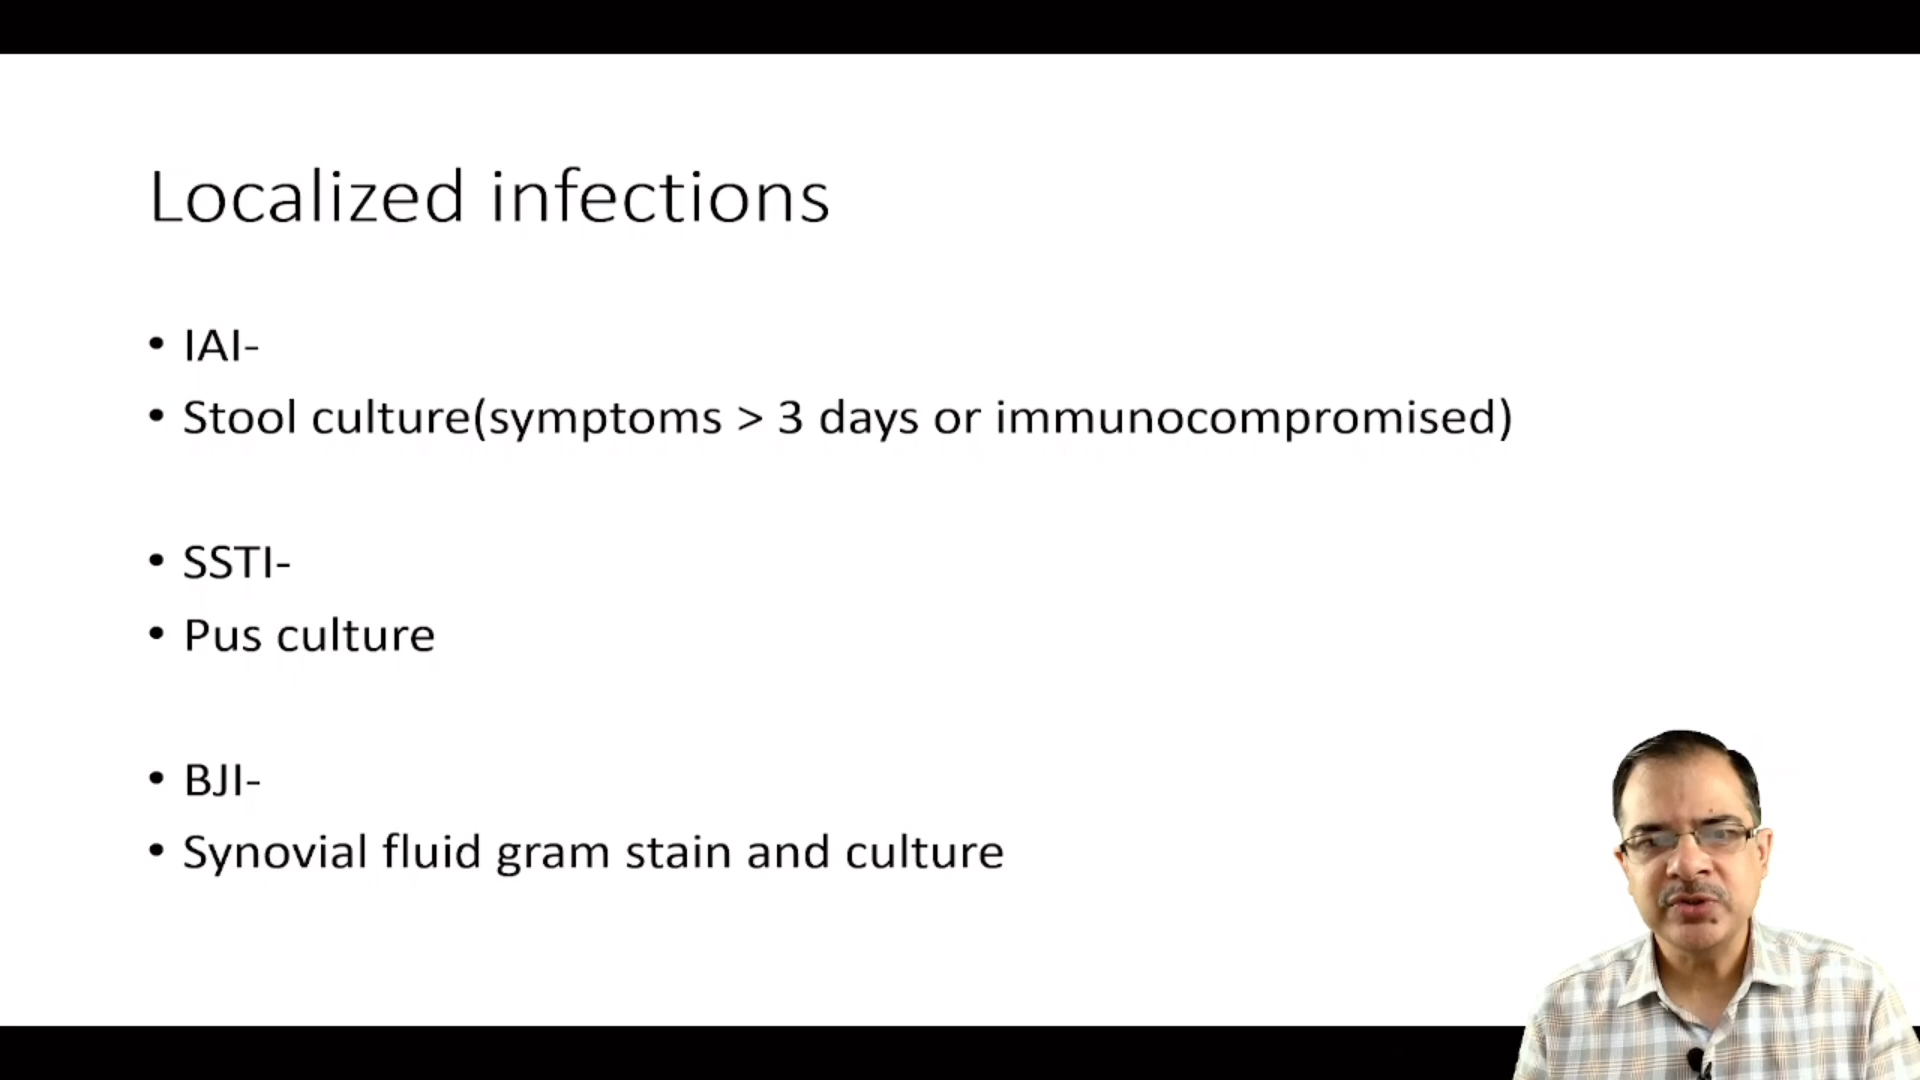 Localized infections
• IAI-
• Stool culture(symptoms > 3 days or immunocompromised)
• SSTI-
• Pus culture
• BJI-
• Synovial fluid gram stain and culture